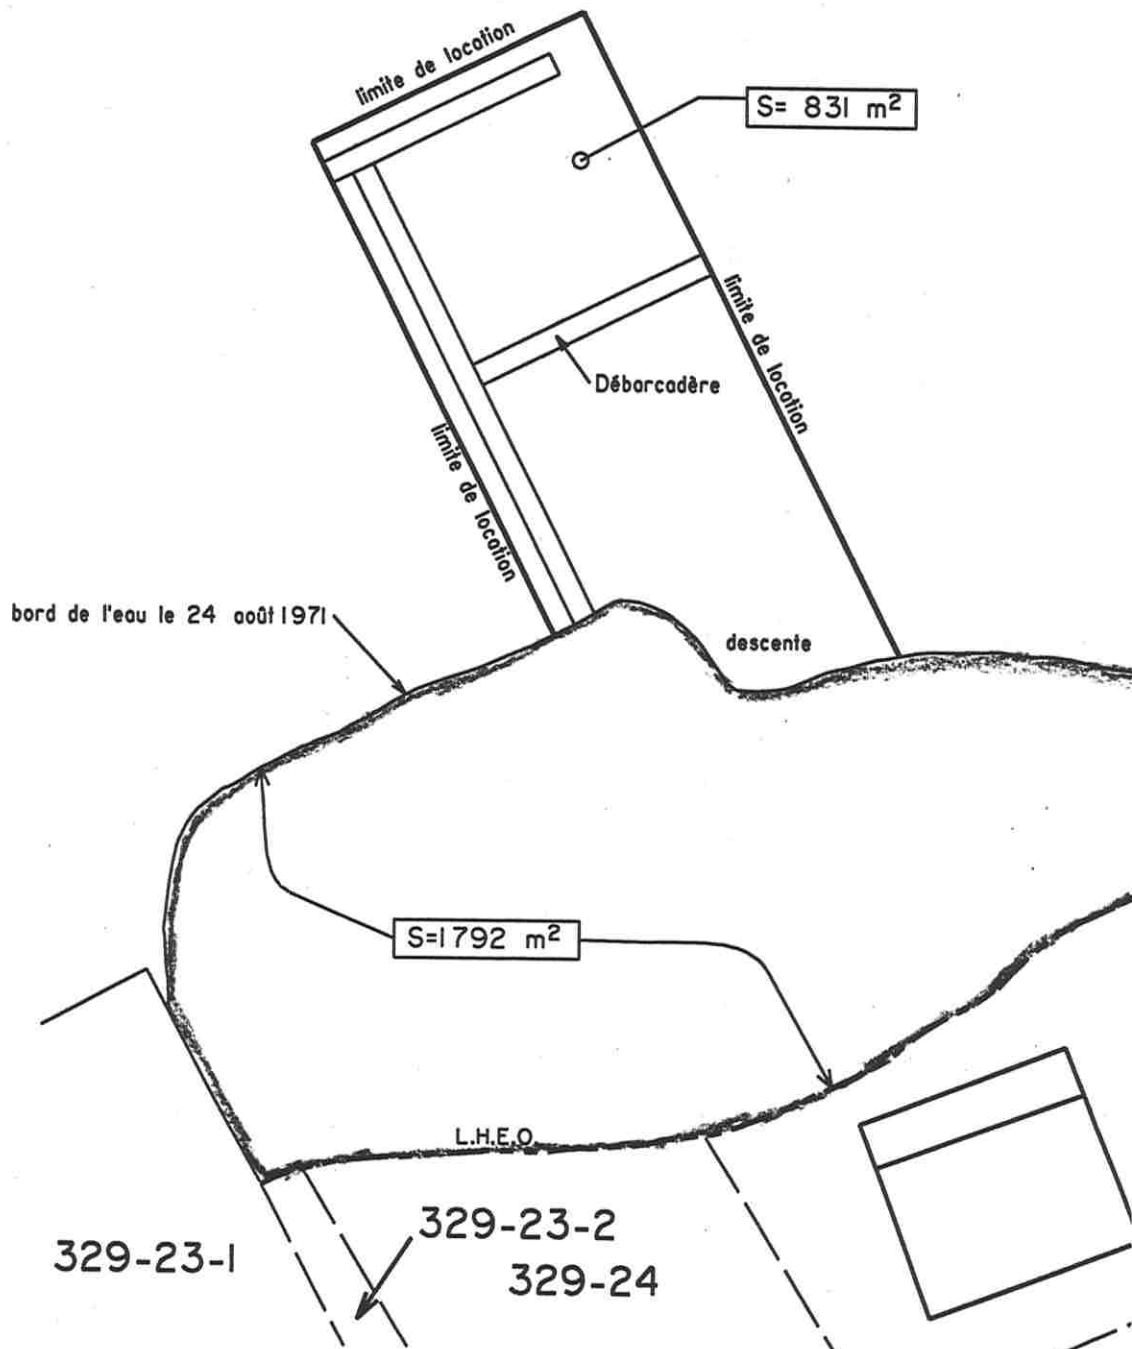 limite de location
S= 831 m²
limite de location
Débarcadère
limite de location
bord de l'eau le 24 août 1971
descente
S=1792 m²
L.H.E.O.
329-23-2
329-23-1
329-24